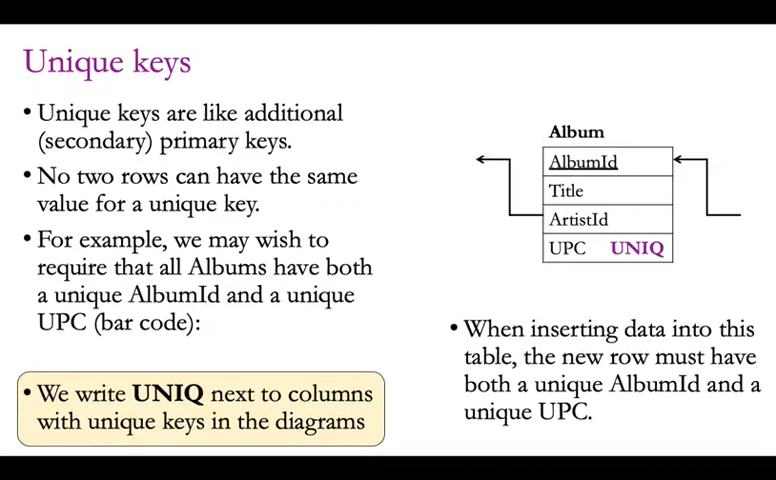 Unique keys
• Unique keys are like additional
(secondary) primary keys.
• No two rows can have the same
value for a unique key.
• For example, we may wish to
require that all Albums have both
a unique AlbumId and a unique
UPC (bar code):
• We write UNIQ next to columns
with unique keys in the diagrams
Album
AlbumId
Title
ArtistId
UPC UNIQ
• When inserting data into this
table, the new row must have
both a unique AlbumId and a
unique UPC.